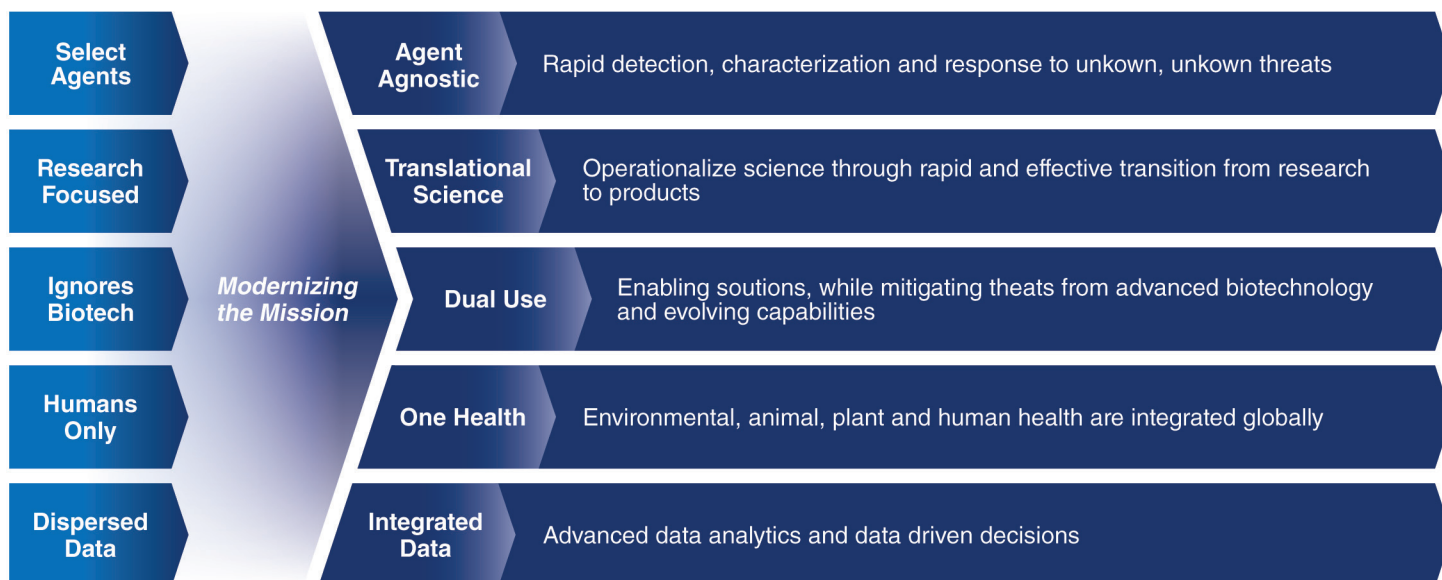 Select
Agents
Agent
Agnostic
Rapid detection, characterization and response to unkown, unkown threats
Research
Focused
Translational
Science
Operationalize science through rapid and effective transition from research
to products
Ignores
Biotech
Modernizing
the Mission
Dual Use
Enabling soutions, while mitigating threats from advanced biotechnology
and evolving capabilities
Humans
Only
One Health
Environmental, animal, plant and human health are integrated globally
Dispersed
Data
Integrated
Data
Advanced data analytics and data driven decisions